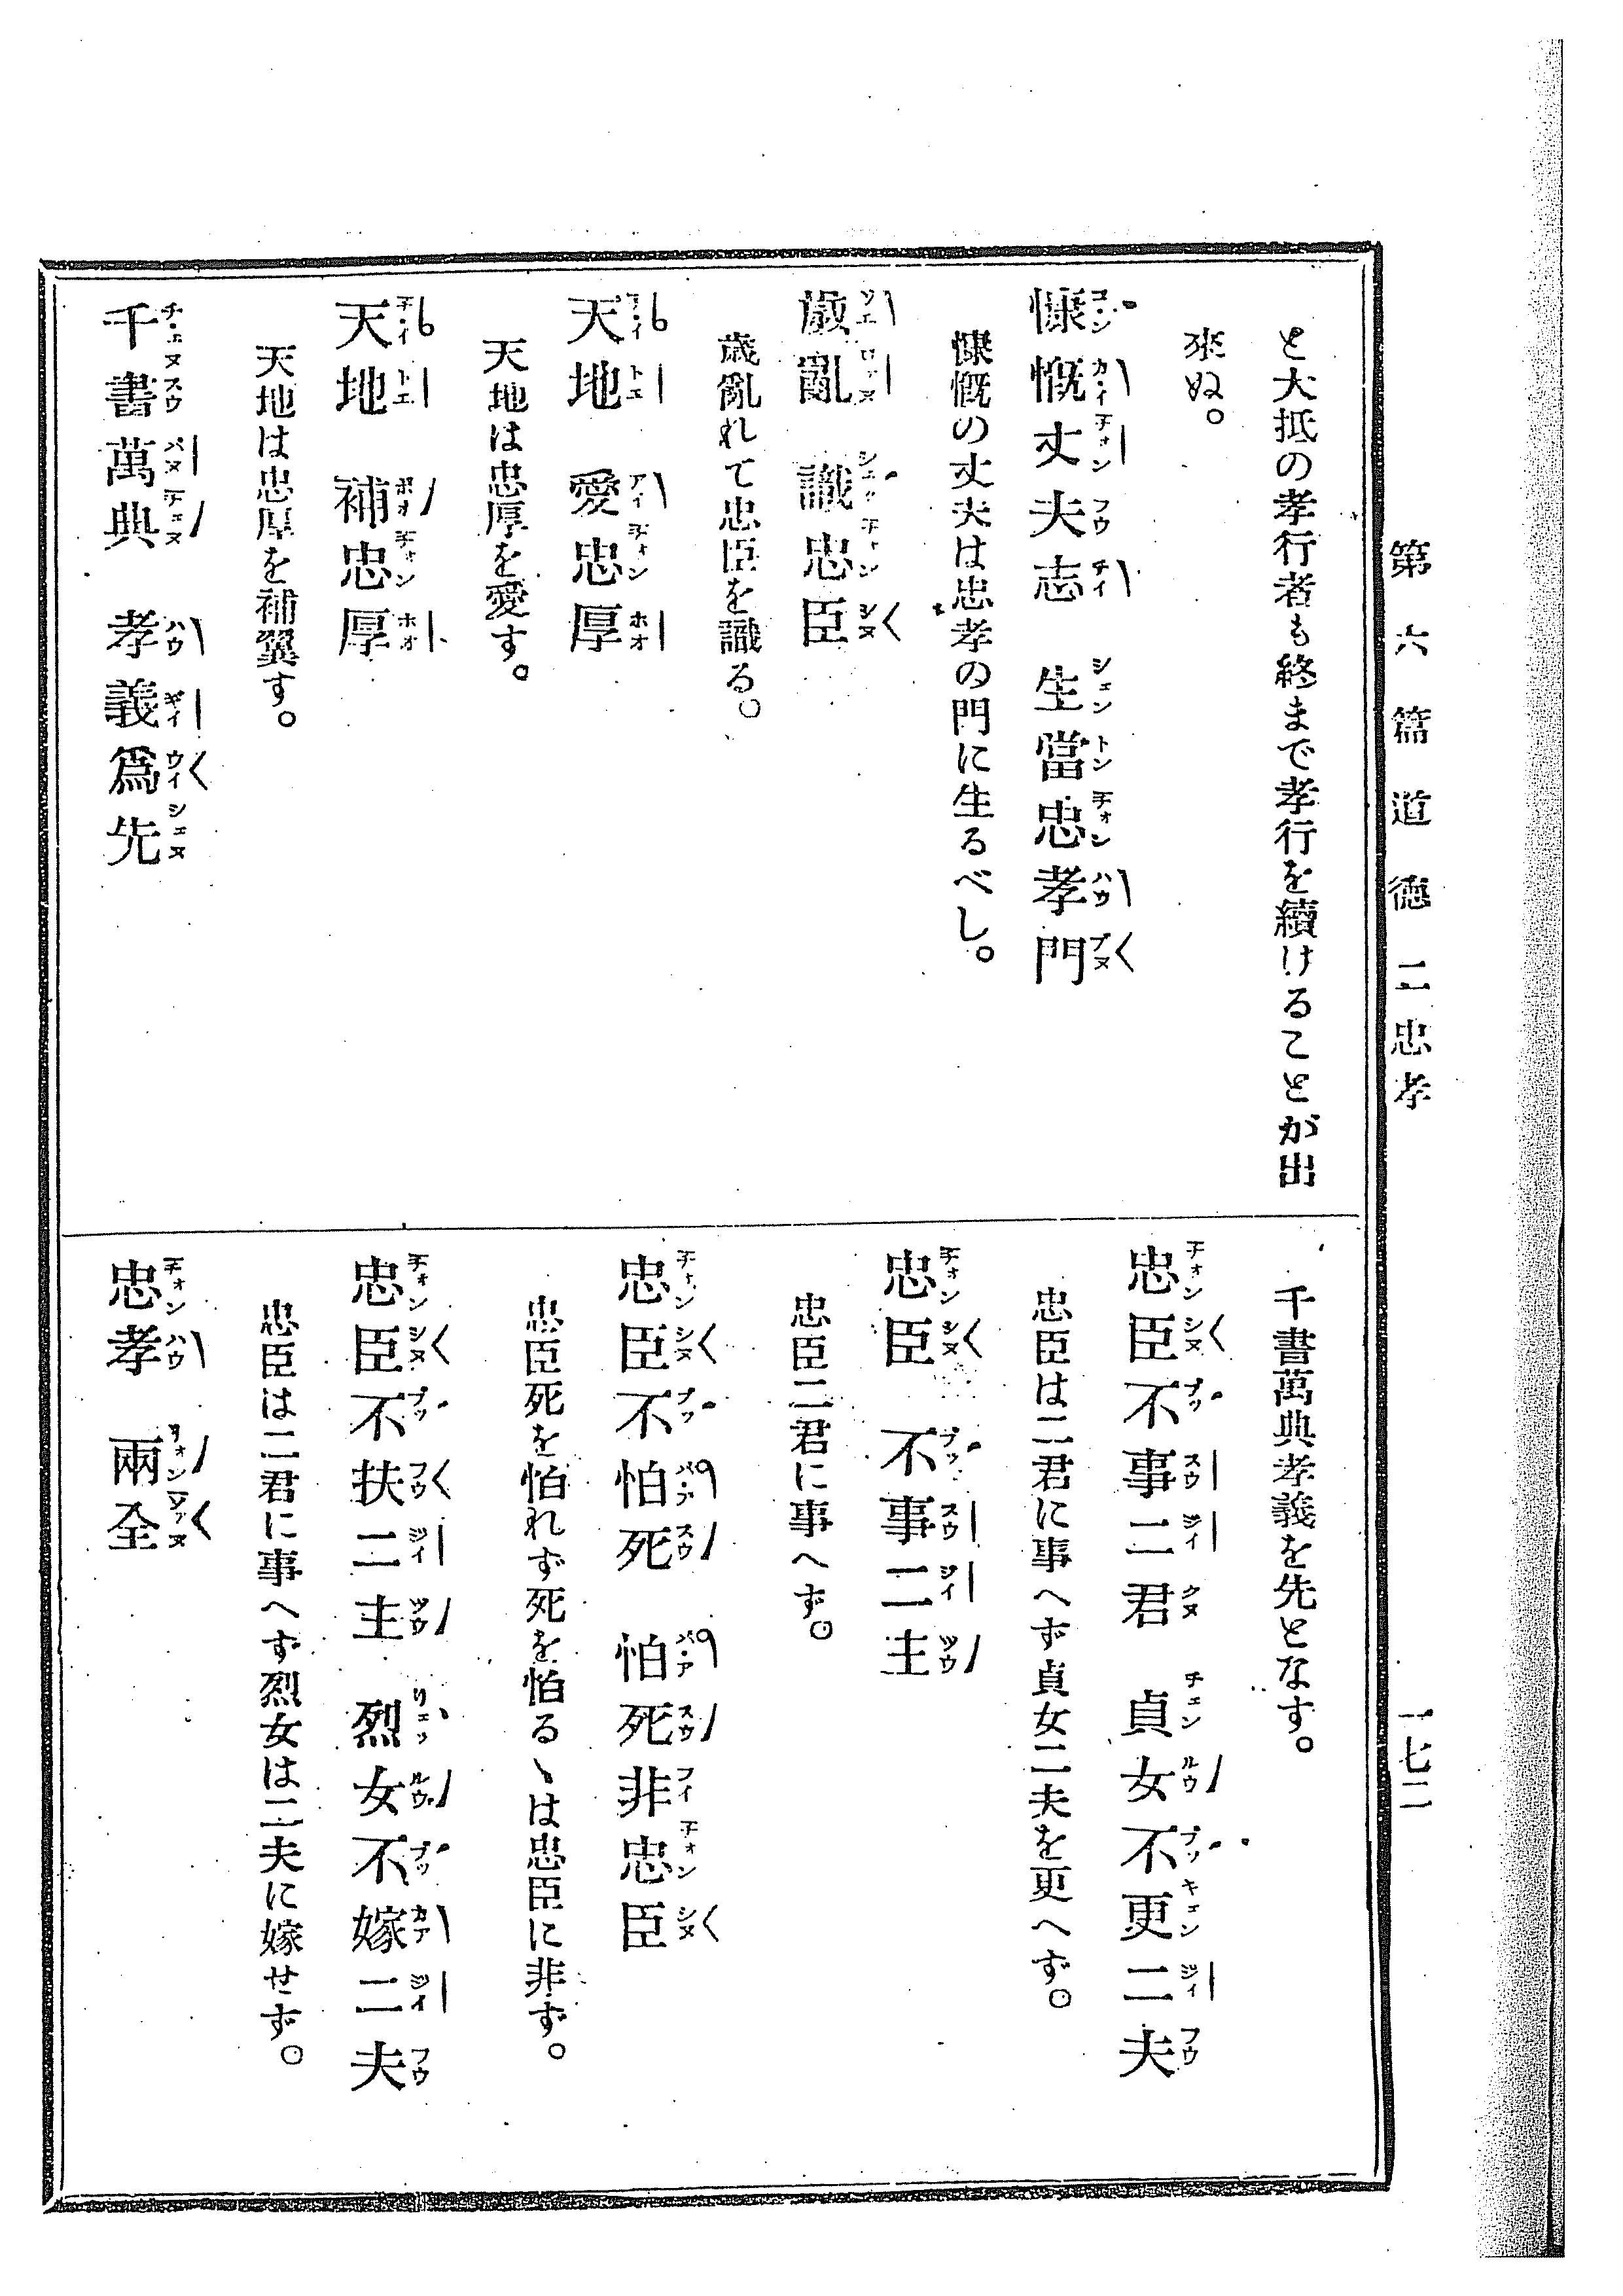 第六篇 道德 二忠孝
一七二
と大抵の孝行者も終まで孝行を續けることが出
來ぬ。
慷慨丈夫志 生當忠孝門
慷慨の丈夫は忠孝の門に生るべし。
歲亂 識忠臣
歲亂れて忠臣を識る。
天地 愛忠厚
天地は忠厚を愛す。
天地 補忠厚
天地は忠厚を補翼す。
千書萬典 孝義爲先
千書萬典孝義を先となす。
忠臣不事二君 貞女不更二夫
忠臣は二君に事へず貞女二夫を更へず。
忠臣 不事二主
忠臣二君に事へず。
忠臣不怕死 怕死非忠臣
忠臣死を怕れず死を怕るヽは忠臣に非ず。
忠臣不扶二主 烈女不嫁二夫
忠臣は二君に事へず烈女は二夫に嫁せず。
忠孝 兩全